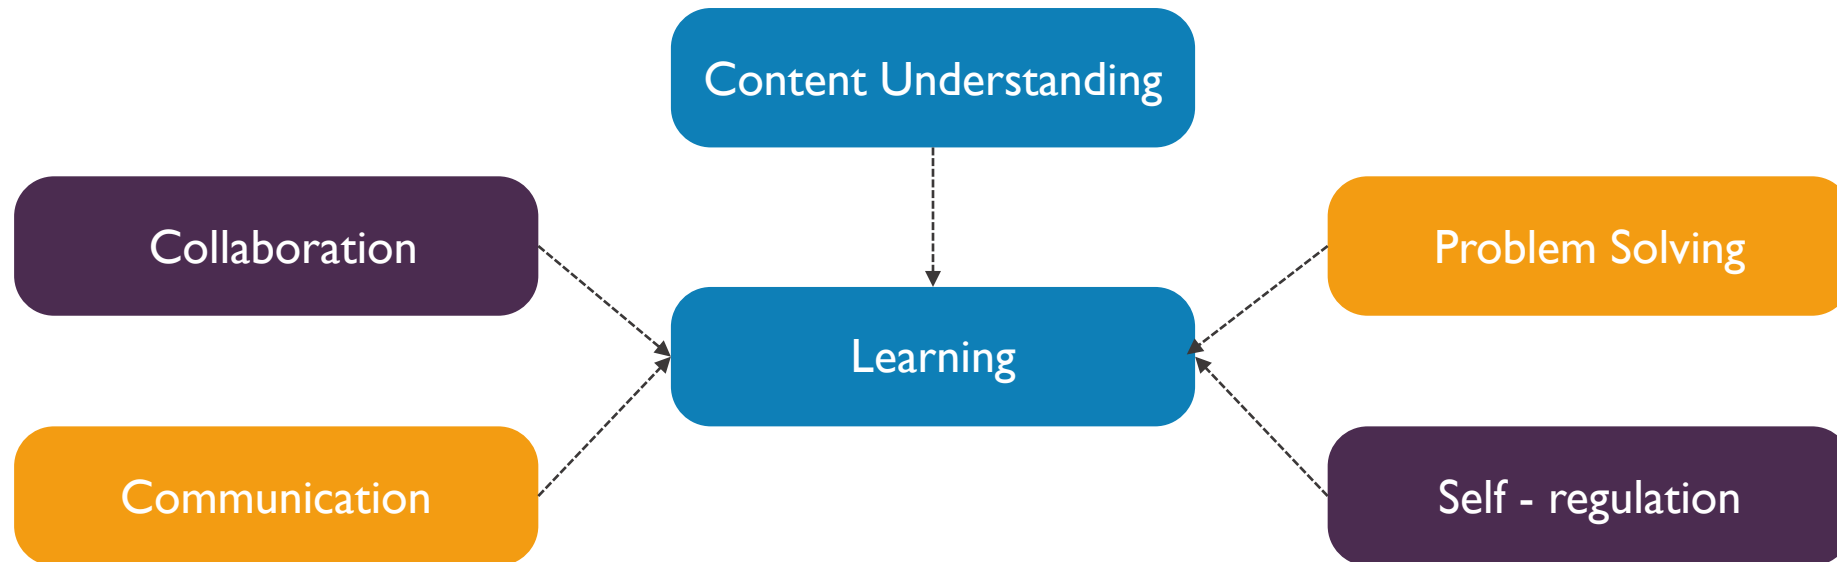 Content Understanding
Collaboration
Problem Solving
Learning
Communication
Self - regulation